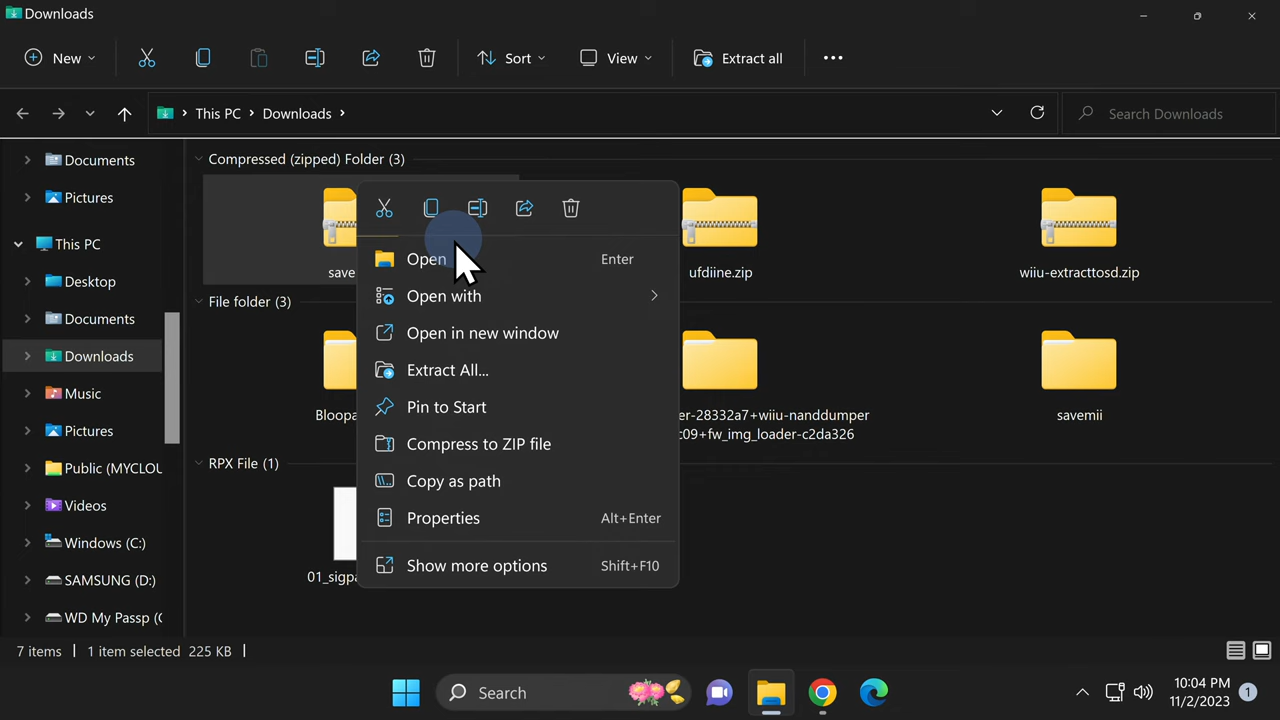 Downloads
New
Sort
View
Extract all
This PC
Downloads
Search Downloads
Documents
Pictures
This PC
Desktop
Documents
Downloads
Music
Pictures
Public (MYCLOU
Videos
Windows (C:)
SAMSUNG (D:)
WD My Passp (
Compressed (zipped) Folder (3)
save
ufdiine.zip
wiiu-extracttosd.zip
File folder (3)
Bloopa
er-28332a7+wiiu-nanddumper
c09+fw_img_loader-c2da326
savemii
RPX File (1)
01_sigpa
Open
Enter
Open with
Open in new window
Extract All...
Pin to Start
Compress to ZIP file
Copy as path
Properties
Alt+Enter
Show more options
Shift+F10
7 items
1 item selected 225 KB
Search
10:04 PM
11/2/2023
1